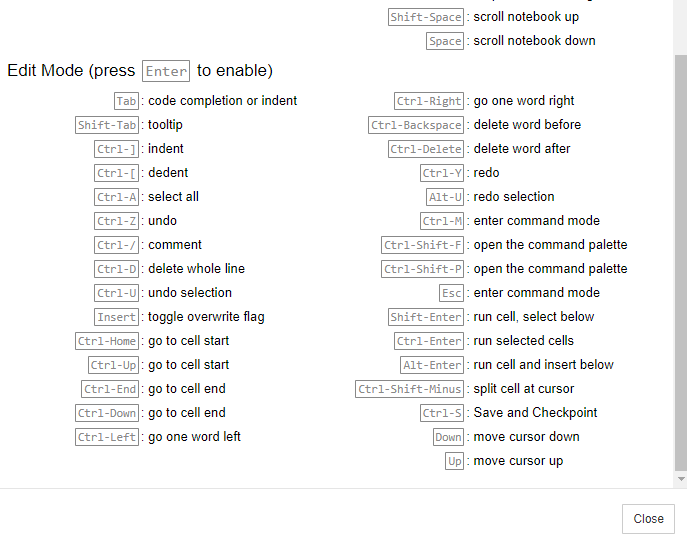 Shift-Space : scroll notebook up
Space : scroll notebook down
Edit Mode (press Enter to enable)
Tab : code completion or indent
Shift-Tab : tooltip
Ctrl-] : indent
Ctrl-[ : dedent
Ctrl-A : select all
Ctrl-Z : undo
Ctrl-/ : comment
Ctrl-D : delete whole line
Ctrl-U : undo selection
Insert : toggle overwrite flag
Ctrl-Home : go to cell start
Ctrl-Up : go to cell start
Ctrl-End : go to cell end
Ctrl-Down : go to cell end
Ctrl-Left : go one word left
Ctrl-Right : go one word right
Ctrl-Backspace : delete word before
Ctrl-Delete : delete word after
Ctrl-Y : redo
Alt-U : redo selection
Ctrl-M : enter command mode
Ctrl-Shift-F : open the command palette
Ctrl-Shift-P : open the command palette
Esc : enter command mode
Shift-Enter : run cell, select below
Ctrl-Enter : run selected cells
Alt-Enter : run cell and insert below
Ctrl-Shift-Minus : split cell at cursor
Ctrl-S : Save and Checkpoint
Down : move cursor down
Up : move cursor up
Close